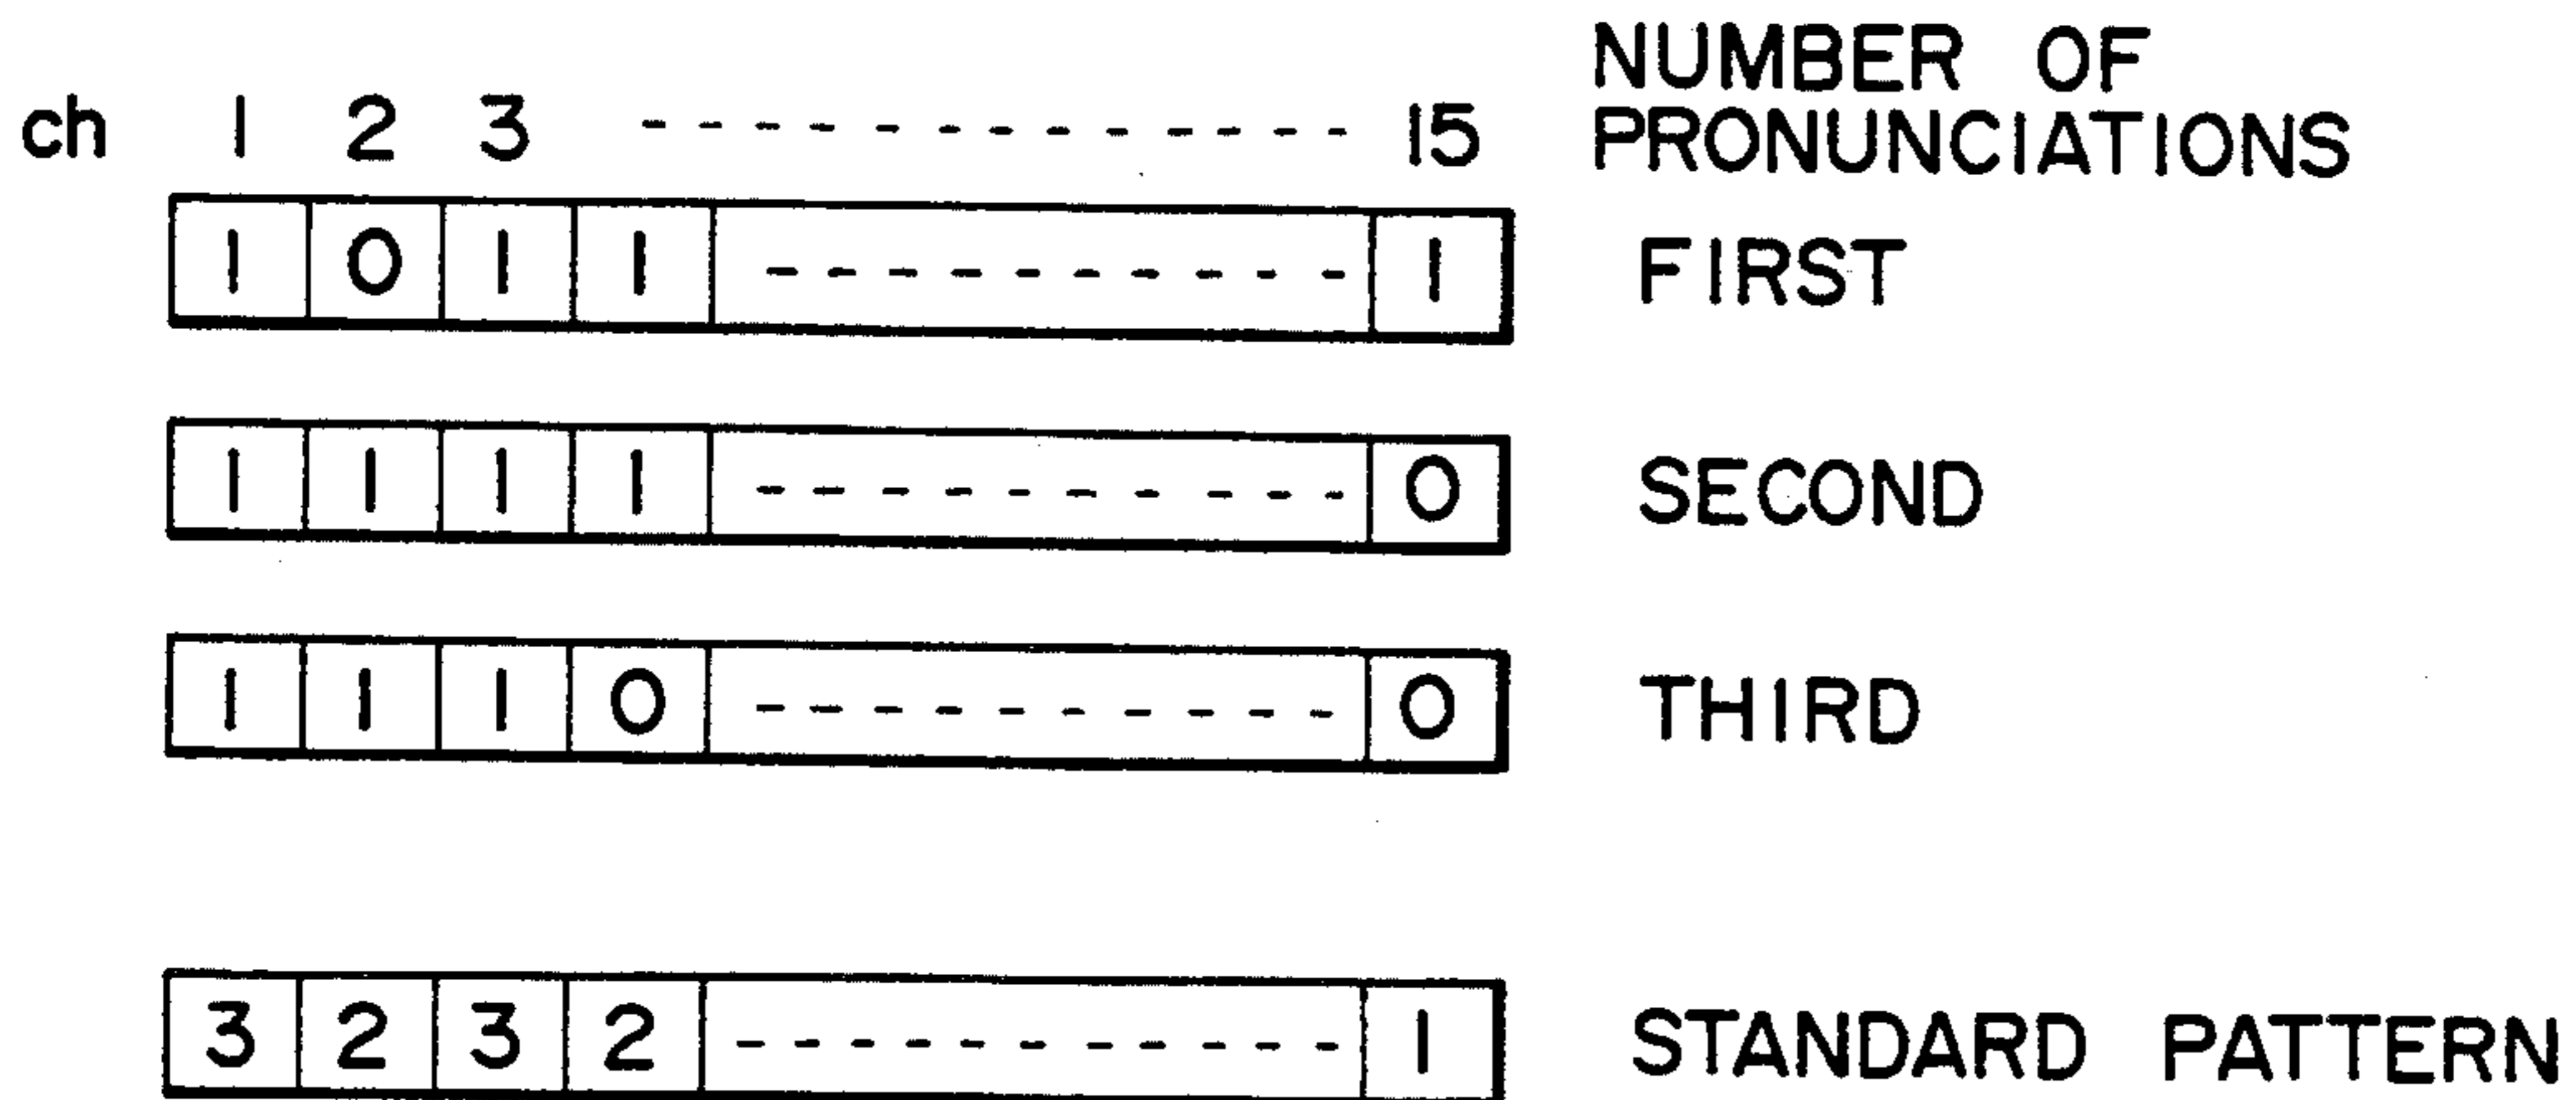 NUMBER OF
ch 1 2 3 ------------- 15 PRONUNCIATIONS
1 0 1 1 ---------- 1 FIRST
1 1 1 1 ---------- 0 SECOND
1 1 1 0 ---------- 0 THIRD
3 2 3 2 ----------- 1 STANDARD PATTERN